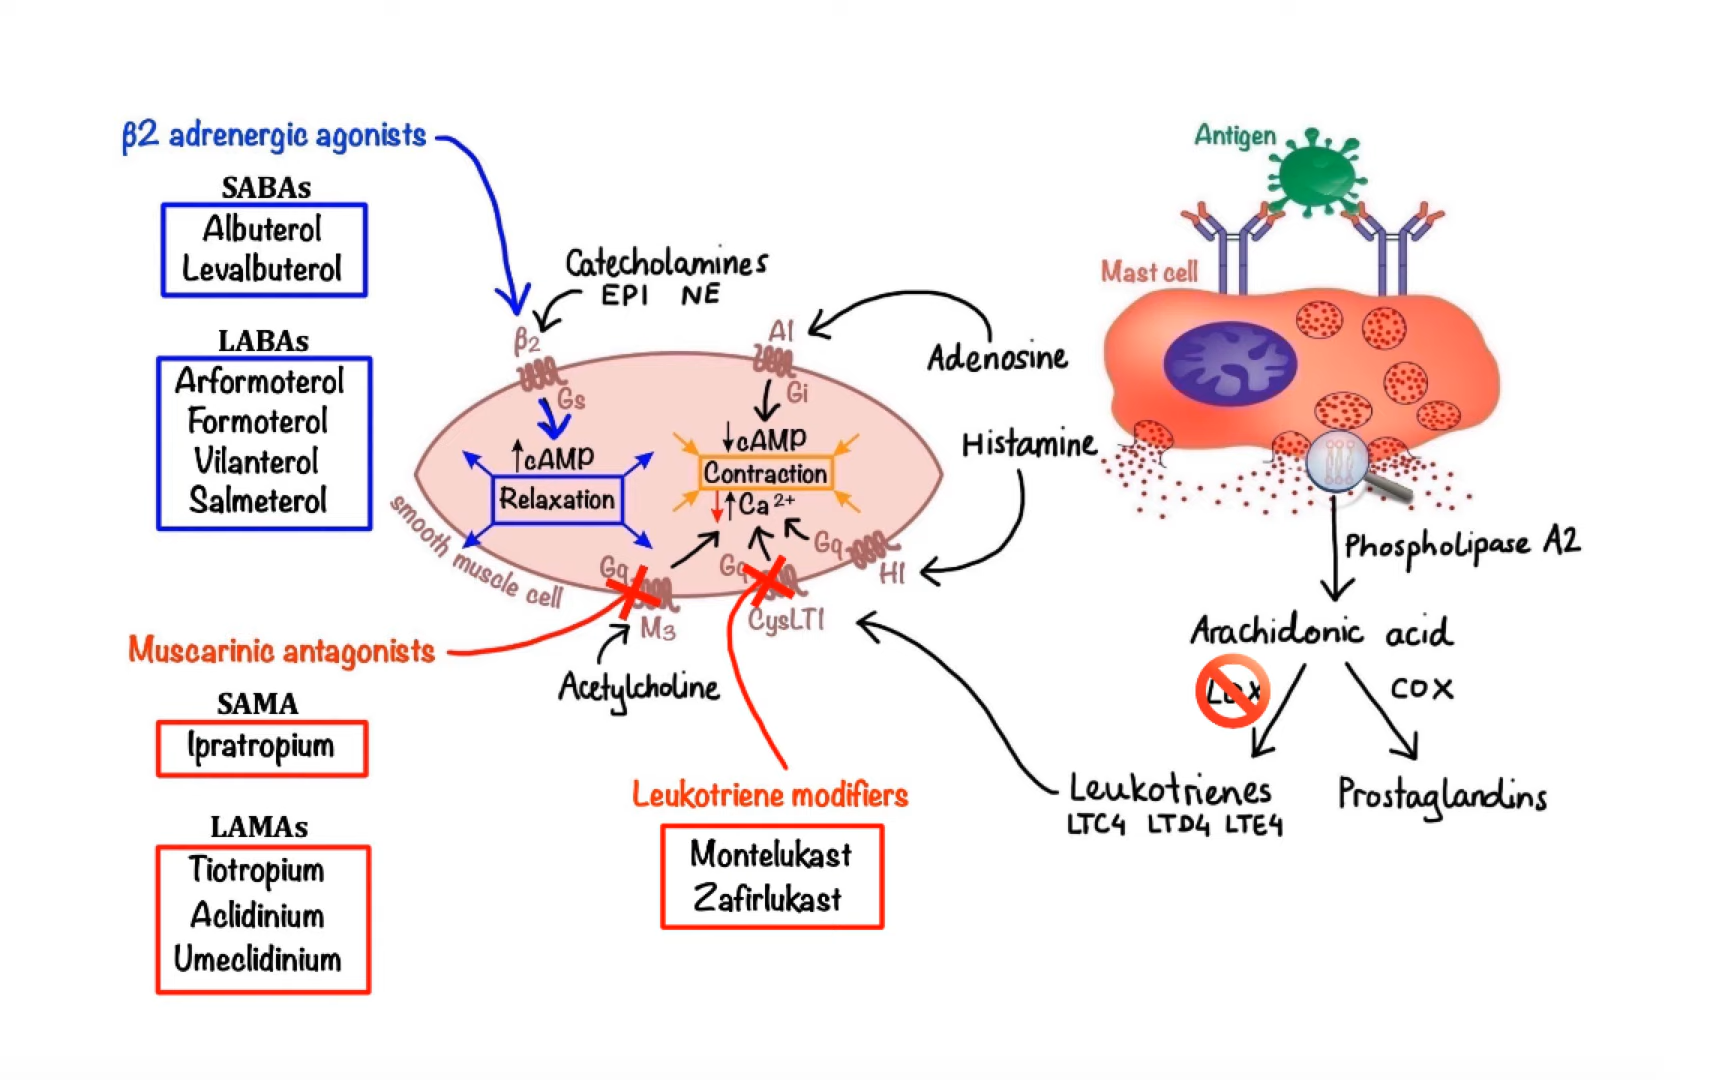 β2 adrenergic agonists
SABAs
Albuterol
Levalbuterol
LABAs
Arformoterol
Formoterol
Vilanterol
Salmeterol
Muscarinic antagonists
SAMA
Ipratropium
LAMAs
Tiotropium
Aclidinium
Umeclidinium
Catecholamines
EPI NE
β2
Gs
↑cAMP
Relaxation
smooth muscle cell
A1
Gi
↓cAMP
Contraction
↓↑Ca2+
Gq
M3
Acetylcholine
Gq
CysLT1
Gq
H1
Leukotriene modifiers
Montelukast
Zafirlukast
Adenosine
Histamine
Antigen
Mast cell
Phospholipase A2
Arachidonic acid
LOX
COX
Leukotrienes
LTC4 LTD4 LTE4
Prostaglandins